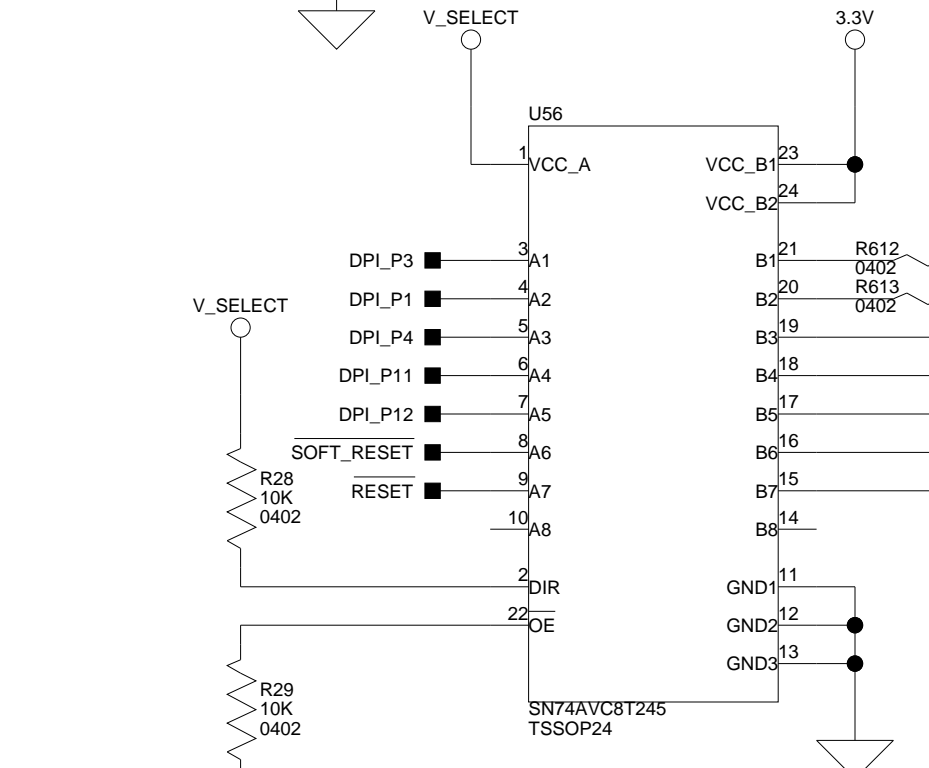 V_SELECT
3.3V
U56
1
VCC_A
VCC_B1
23
VCC_B2
24
DPI_P3
3
A1
B1
21
R612
0402
DPI_P1
4
A2
B2
20
R613
0402
V_SELECT
DPI_P4
5
A3
B3
19
DPI_P11
6
A4
B4
18
DPI_P12
7
A5
B5
17
SOFT_RESET
8
A6
B6
16
R28
10K
0402
RESET
9
A7
B7
15
10
A8
B8
14
2
DIR
GND1
11
22
OE
GND2
12
GND3
13
R29
10K
0402
SN74AVC8T245
TSSOP24